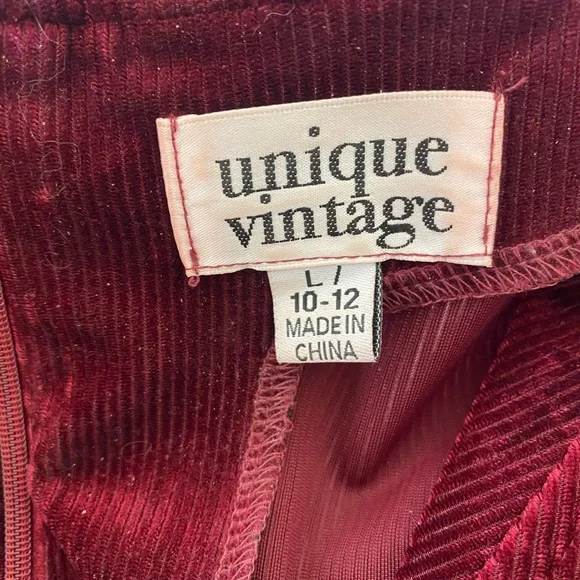 unique
vintage
L /
10-12
MADE IN
CHINA